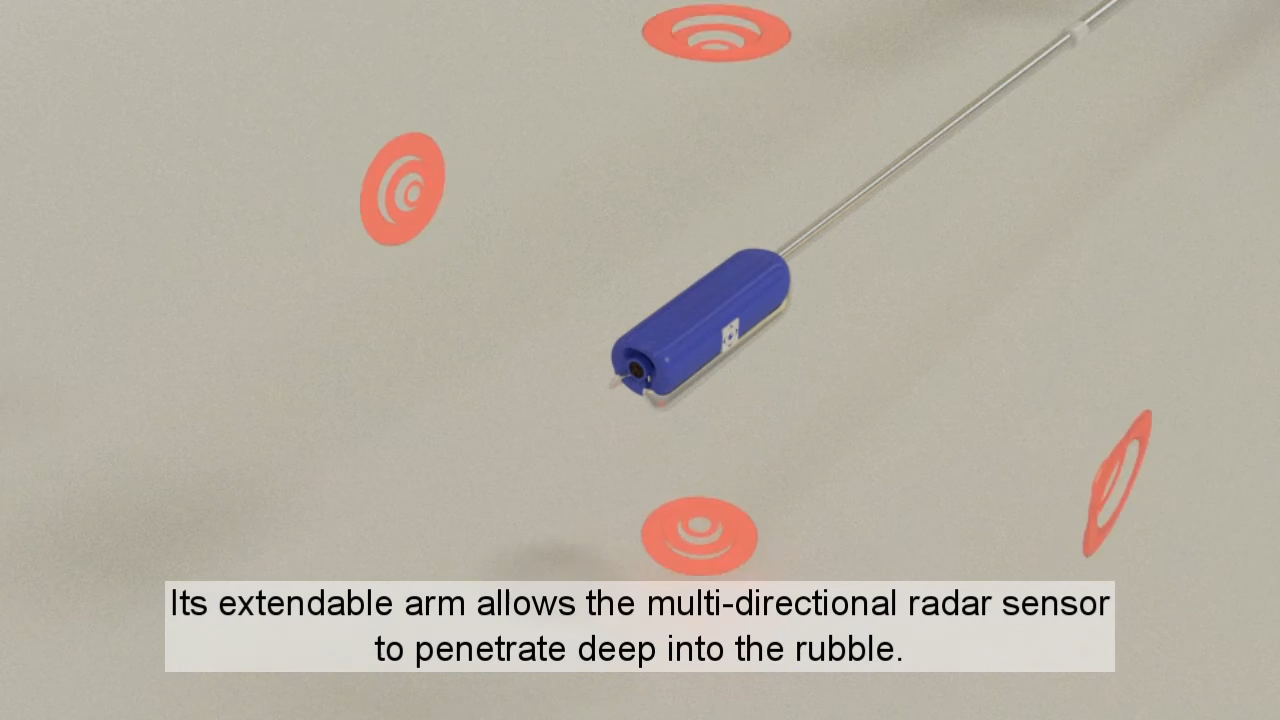 Its extendable arm allows the multi-directional radar sensor
to penetrate deep into the rubble.